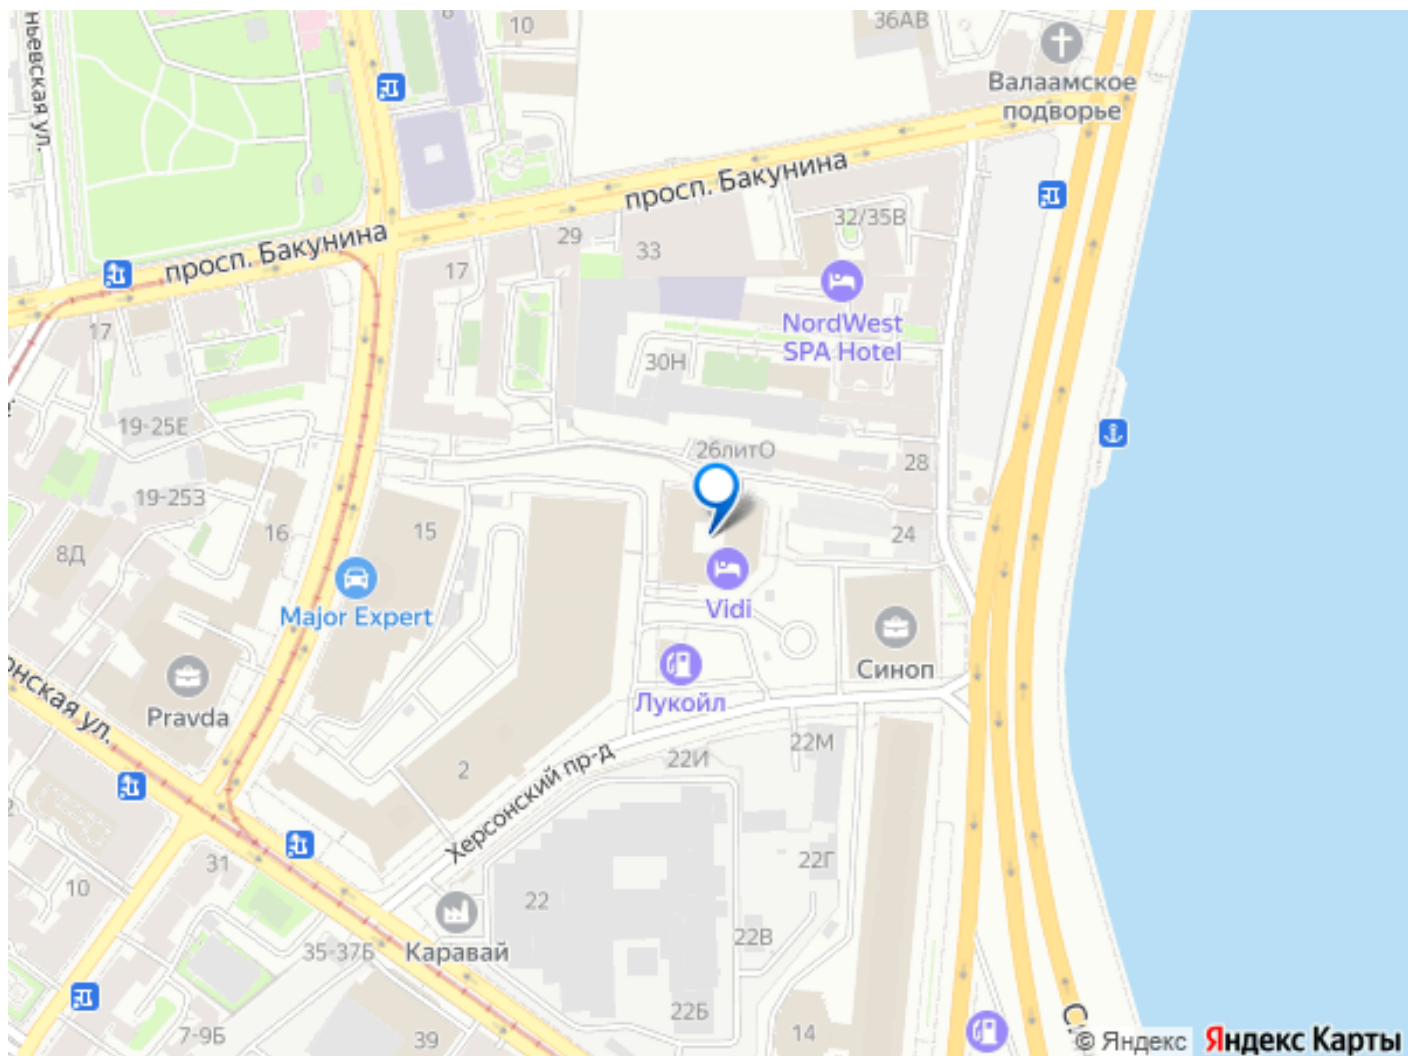 36АВ
10
Валаамское
подворье
просп. Бакунина
32/35В
просп. Бакунина
29
33
17
NordWest
SPA Hotel
17
30Н
19-25Е
26литО
28
19-25З
15
16
24
8Д
Major Expert
Vidi
Синоп
Pravda
Лукойл
22М
22И
2
Херсонский пр-д
22Г
31
10
22
22В
Каравай
35-37Б
22Б
7-9Б
39
14
© Яндекс
Яндекс Карты